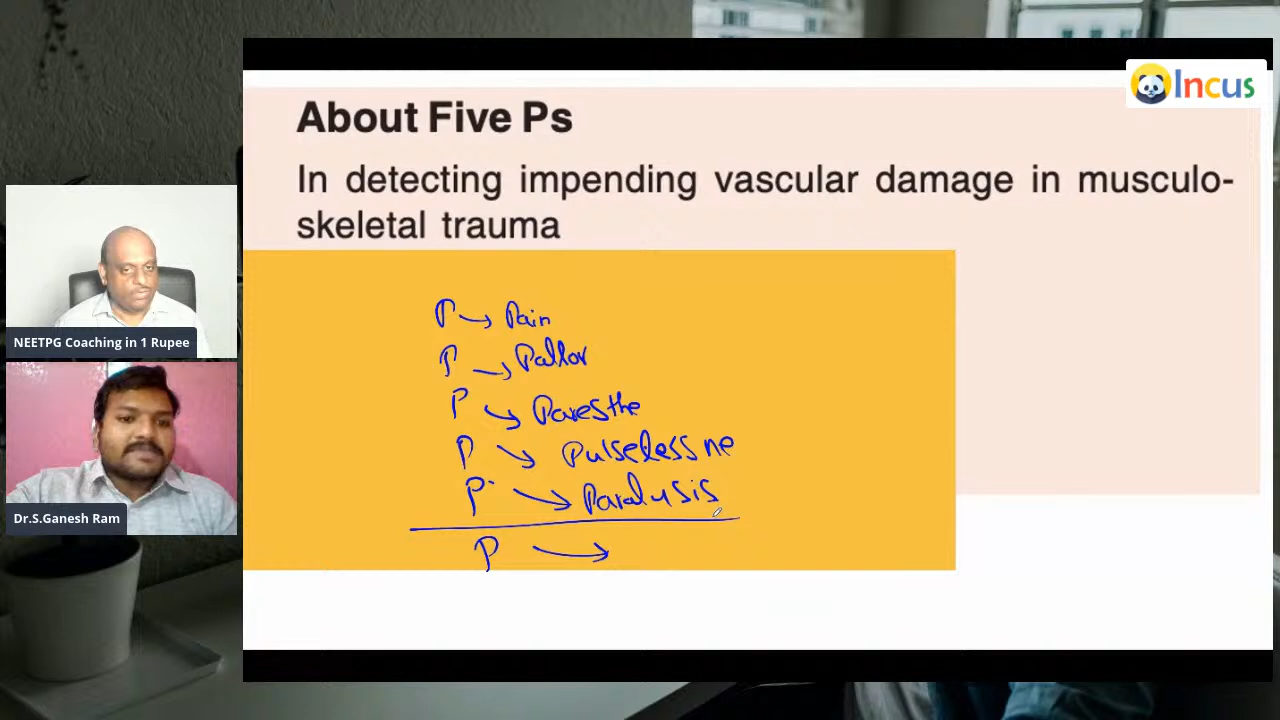 Incus
About Five Ps
In detecting impending vascular damage in musculo-
skeletal trauma
P → Pain
P → Pallor
P → Paresthe
P → Pulselessne
P → Paralysis
P →
NEETPG Coaching in 1 Rupee
Dr.S.Ganesh Ram